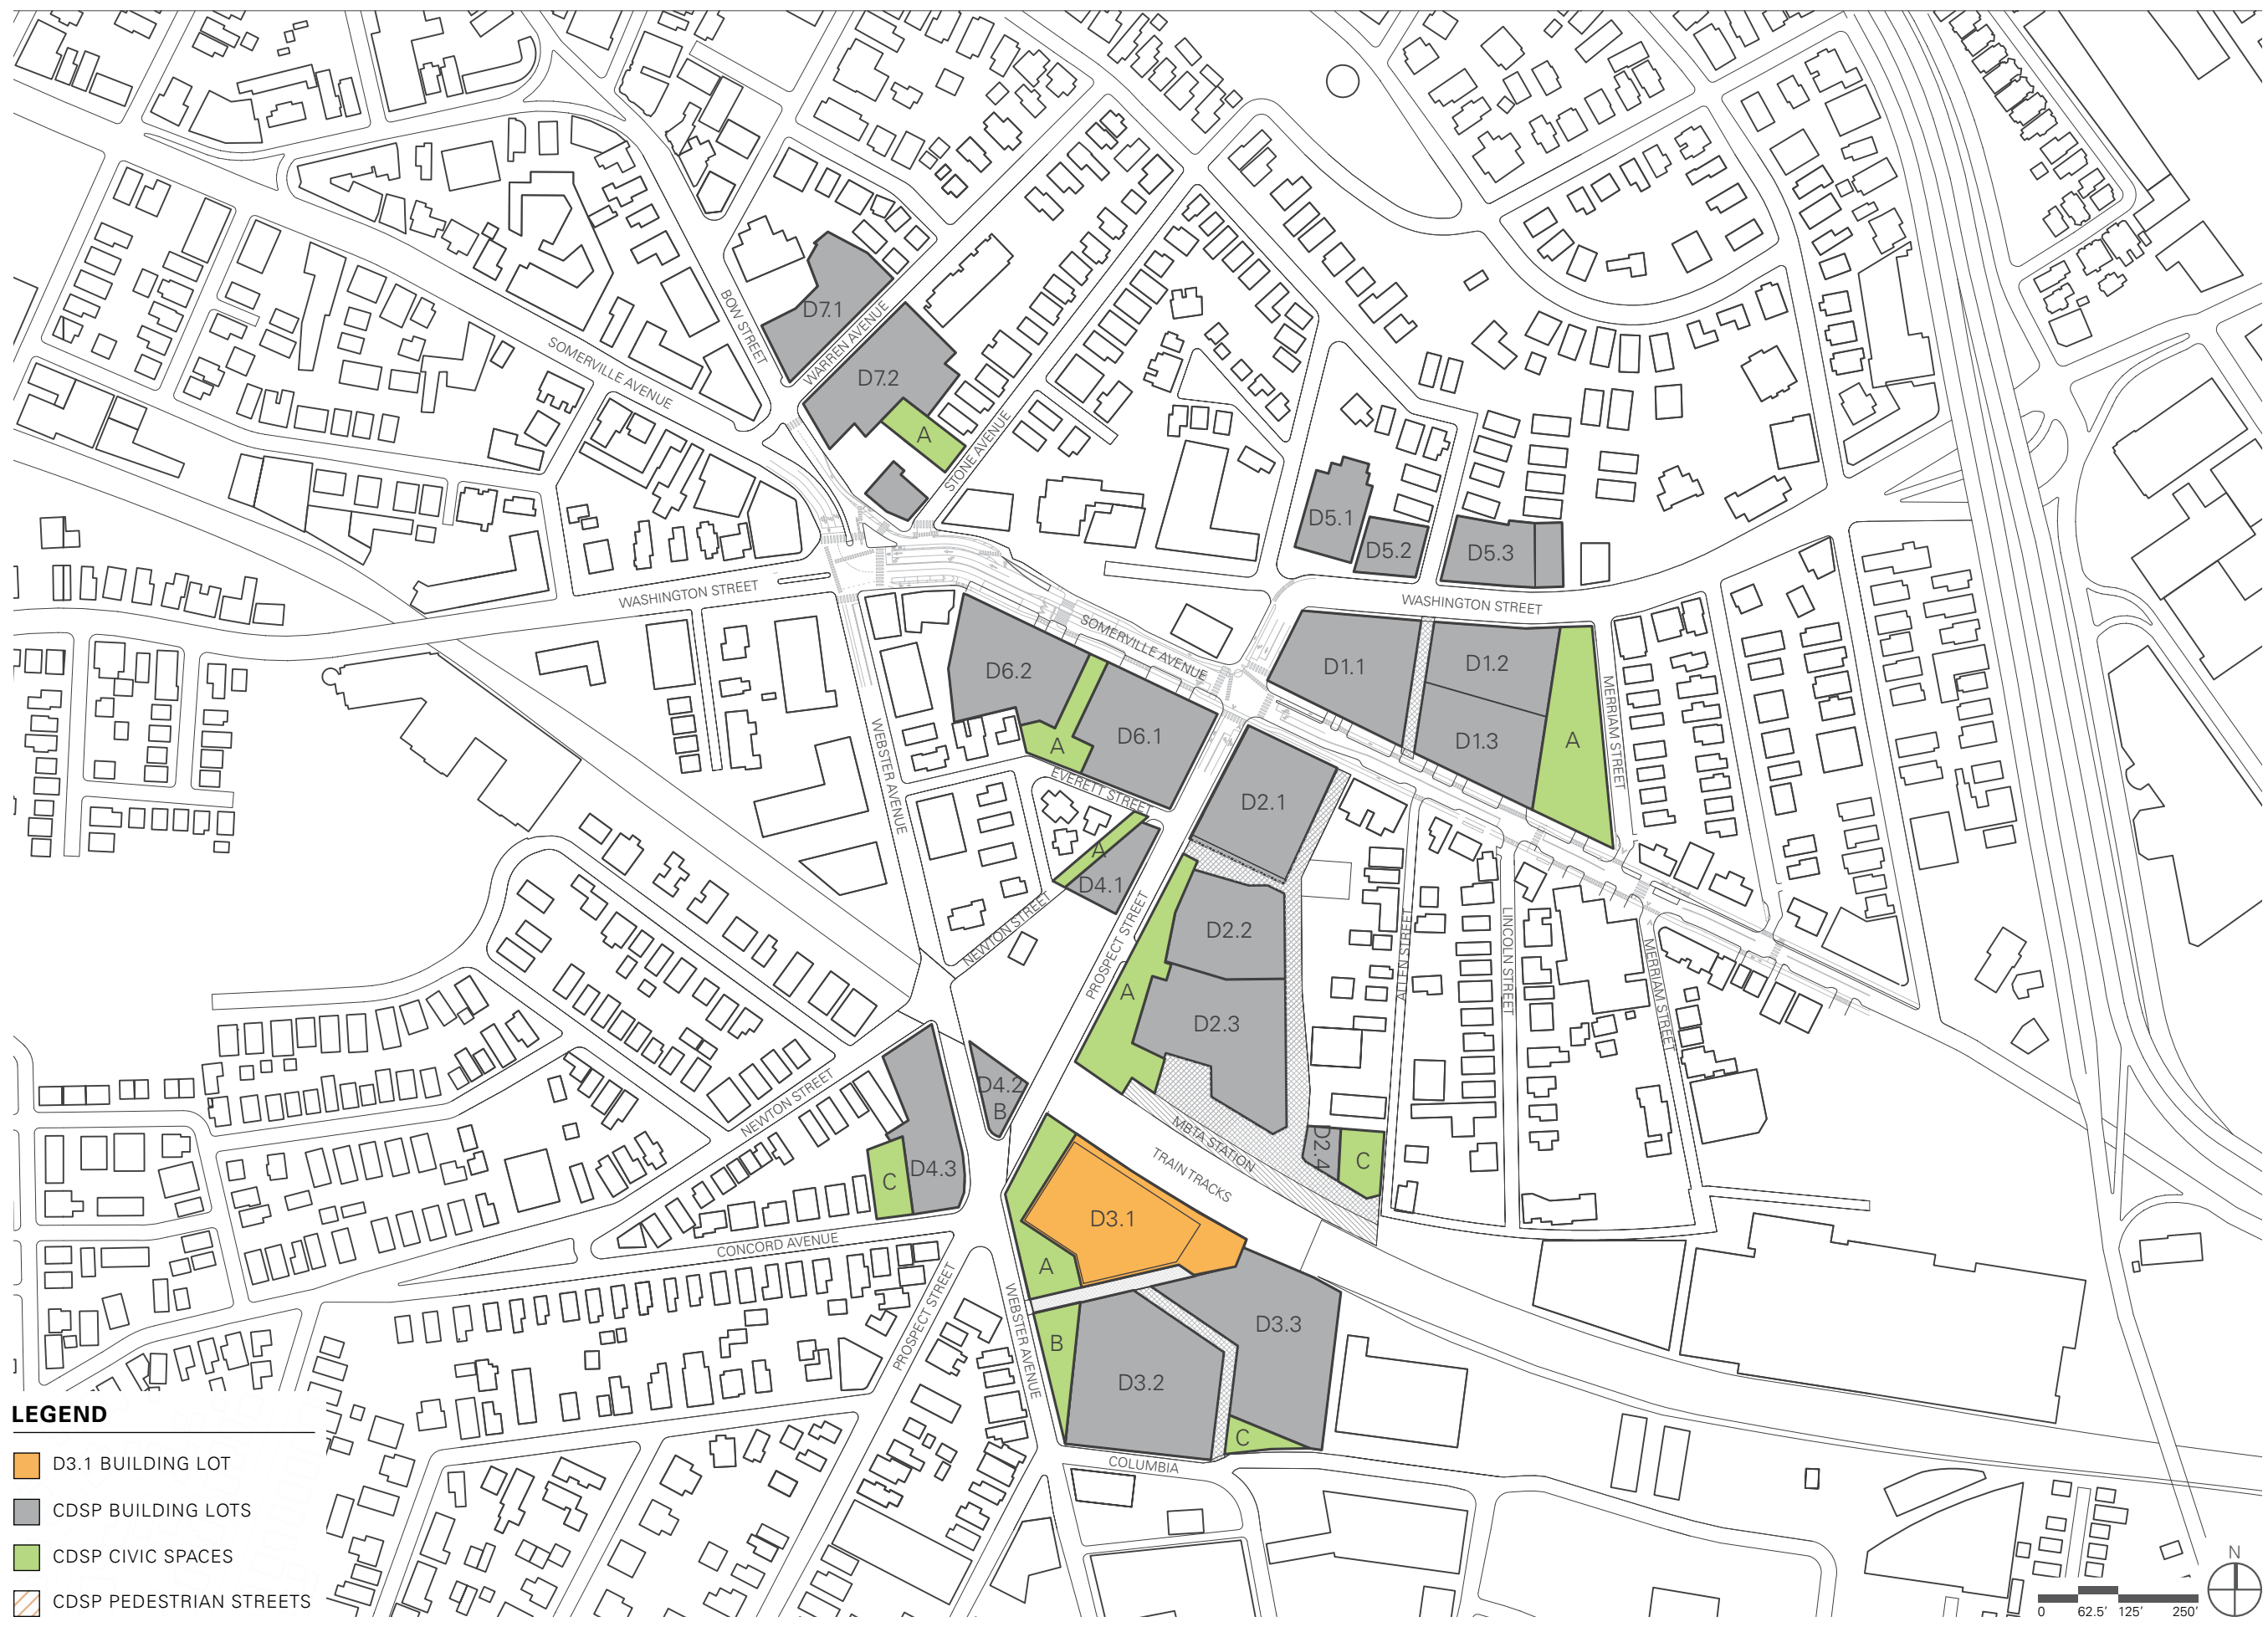 BOW STREET
D7.1
WARREN AVENUE
D7.2
SOMERVILLE AVENUE
A
STONE AVENUE
D5.1
D5.2
D5.3
WASHINGTON STREET
WASHINGTON STREET
SOMERVILLE AVENUE
D6.2
D1.1
D1.2
MERRIAM STREET
D6.1
A
D1.3
A
WEBSTER AVENUE
EVERETT STREET
D2.1
A
D4.1
NEWTON STREET
PROSPECT STREET
D2.2
ALLEN STREET
LINCOLN STREET
MERRIAM STREET
A
D2.3
D4.2
B
NEWTON STREET
MBTA STATION
D2.4
C
TRAIN TRACKS
D4.3
C
D3.1
CONCORD AVENUE
A
PROSPECT STREET
WEBSTER AVENUE
B
D3.3
D3.2
C
COLUMBIA
LEGEND
D3.1 BUILDING LOT
CDSP BUILDING LOTS
CDSP CIVIC SPACES
CDSP PEDESTRIAN STREETS
N
0 62.5' 125' 250'